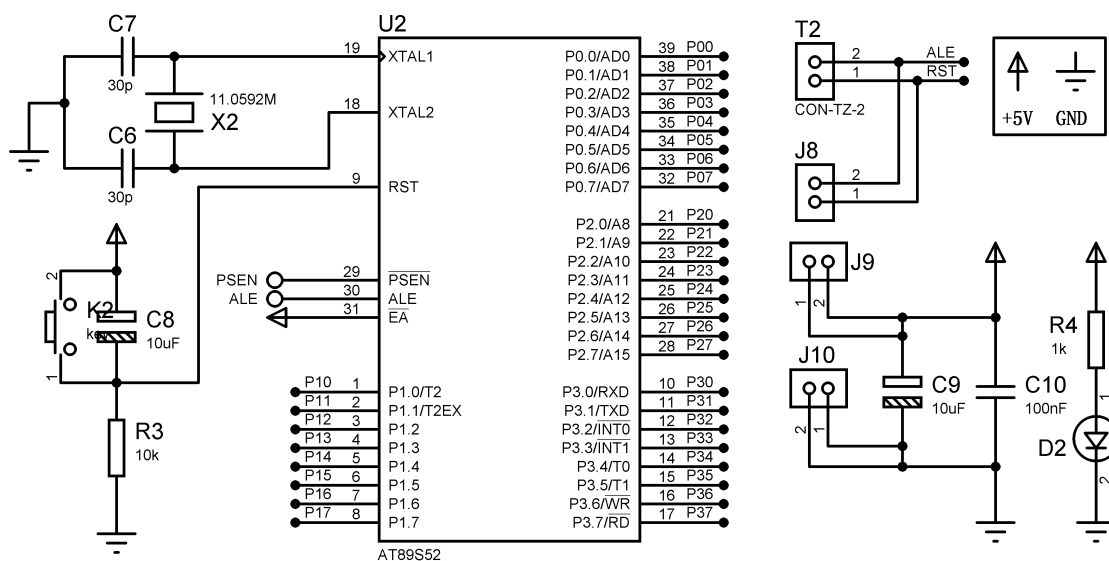 C7
30p
11.0592M
X2
C6
30p
U2
19 XTAL1
18 XTAL2
9 RST
PSEN 29 PSEN
ALE 30 ALE
31 EA
P10 1 P1.0/T2
P11 2 P1.1/T2EX
P12 3 P1.2
P13 4 P1.3
P14 5 P1.4
P15 6 P1.5
P16 7 P1.6
P17 8 P1.7
P0.0/AD0 39 P00
P0.1/AD1 38 P01
P0.2/AD2 37 P02
P0.3/AD3 36 P03
P0.4/AD4 35 P04
P0.5/AD5 34 P05
P0.6/AD6 33 P06
P0.7/AD7 32 P07
P2.0/A8 21 P20
P2.1/A9 22 P21
P2.2/A10 23 P22
P2.3/A11 24 P23
P2.4/A12 25 P24
P2.5/A13 26 P25
P2.6/A14 27 P26
P2.7/A15 28 P27
P3.0/RXD 10 P30
P3.1/TXD 11 P31
P3.2/INT0 12 P32
P3.3/INT1 13 P33
P3.4/T0 14 P34
P3.5/T1 15 P35
P3.6/WR 16 P36
P3.7/RD 17 P37
AT89S52
2
K2
key
1
C8
10uF
R3
10k
T2
2 ALE
1 RST
CON-TZ-2
J8
2
1
+5V GND
J9
1 2
J10
2 1
C9
10uF
C10
100nF
R4
1k
1
D2
2